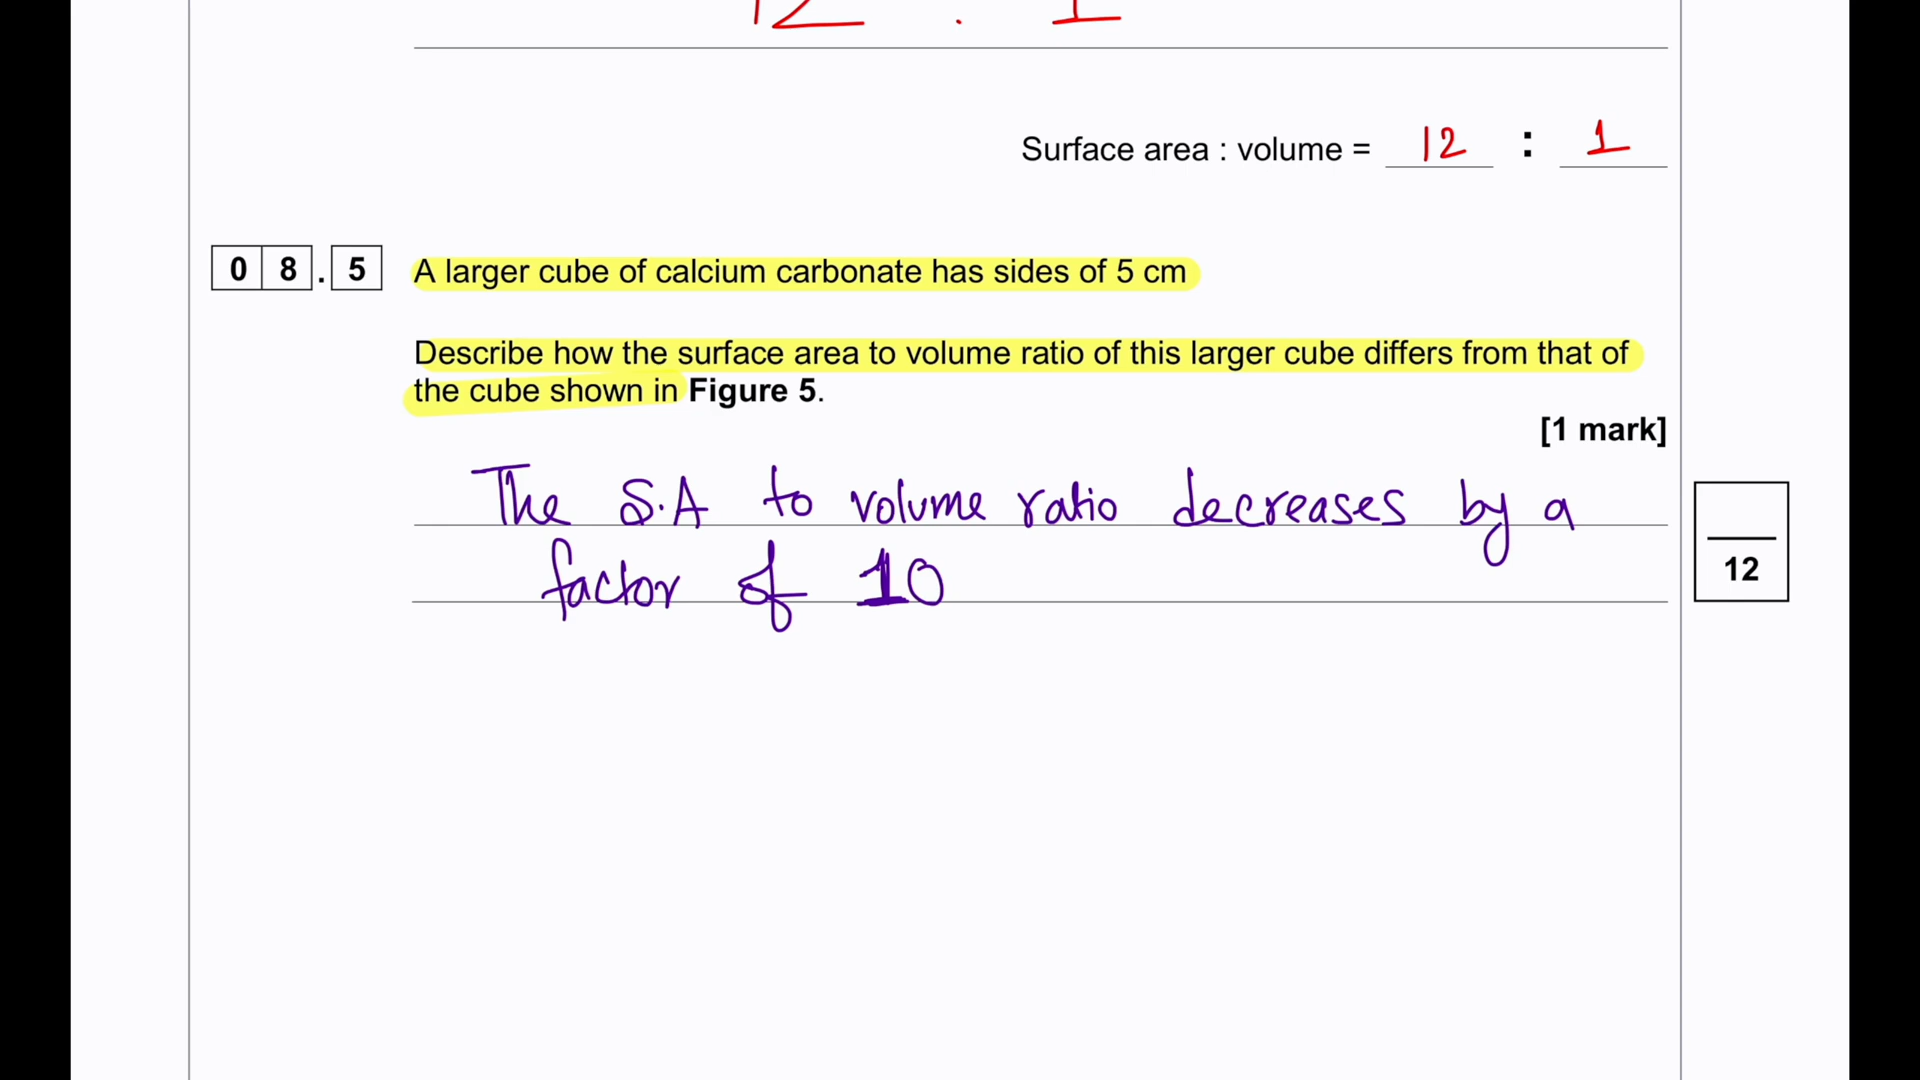 Surface area : volume = 12 : 1
0 8 . 5 A larger cube of calcium carbonate has sides of 5 cm
Describe how the surface area to volume ratio of this larger cube differs from that of
the cube shown in Figure 5.
[1 mark]
The S.A to volume ratio decreases by a
factor of 10
12